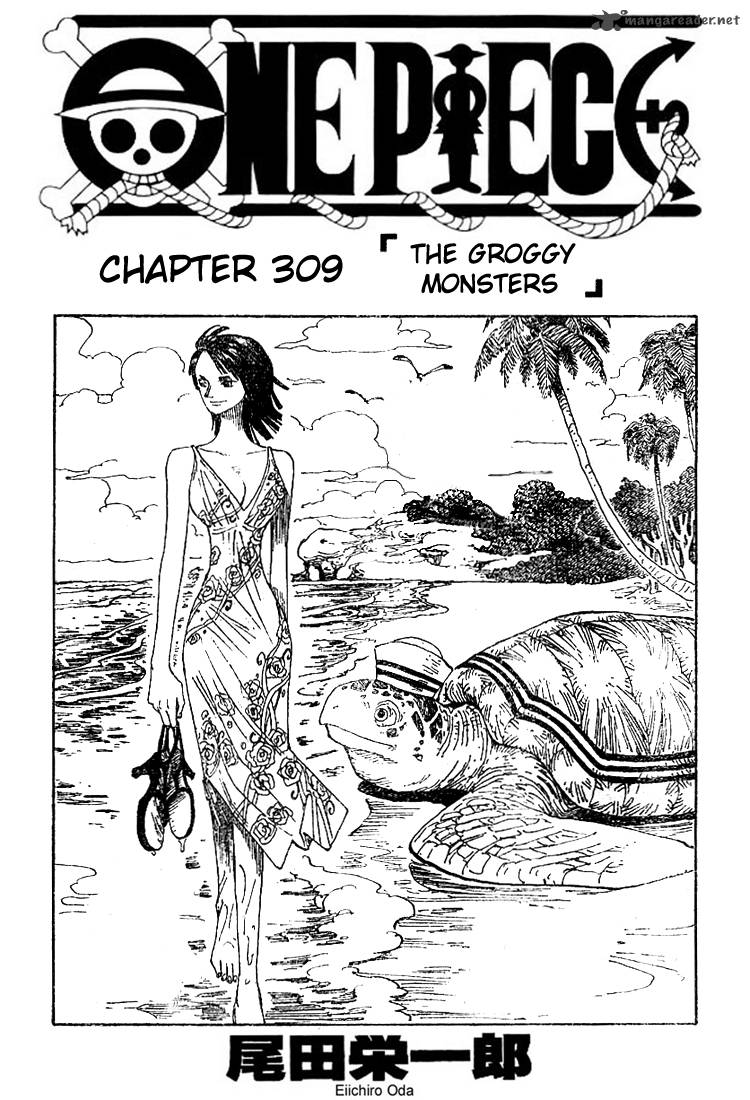 mangareader.net
ONE PIECE
CHAPTER 309
『THE GROGGY
MONSTERS』
尾田栄一郎
Eiichiro Oda